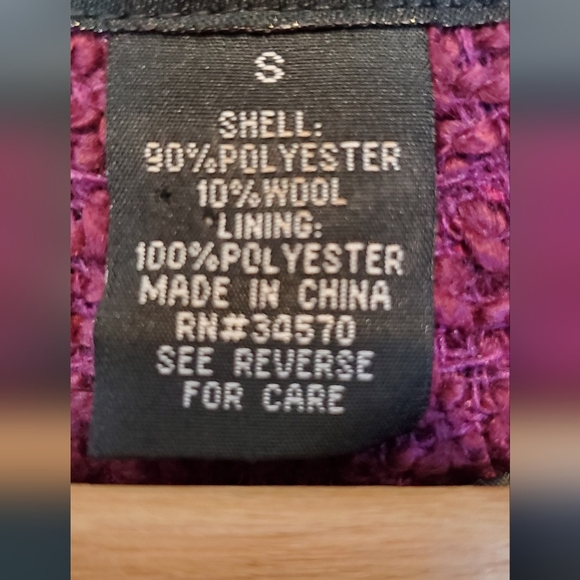 S
SHELL:
90%POLYESTER
10%WOOL
LINING:
100%POLYESTER
MADE IN CHINA
RN#34570
SEE REVERSE
FOR CARE